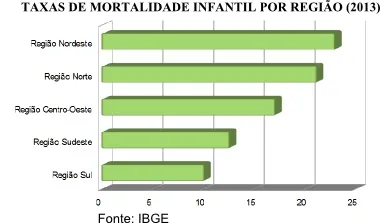 TAXAS DE MORTALIDADE INFANTIL POR REGIÃO (2013)
Região Nordeste
Região Norte
Região Centro-Oeste
Região Sudeste
Região Sul
0 5 10 15 20 25
Fonte: IBGE